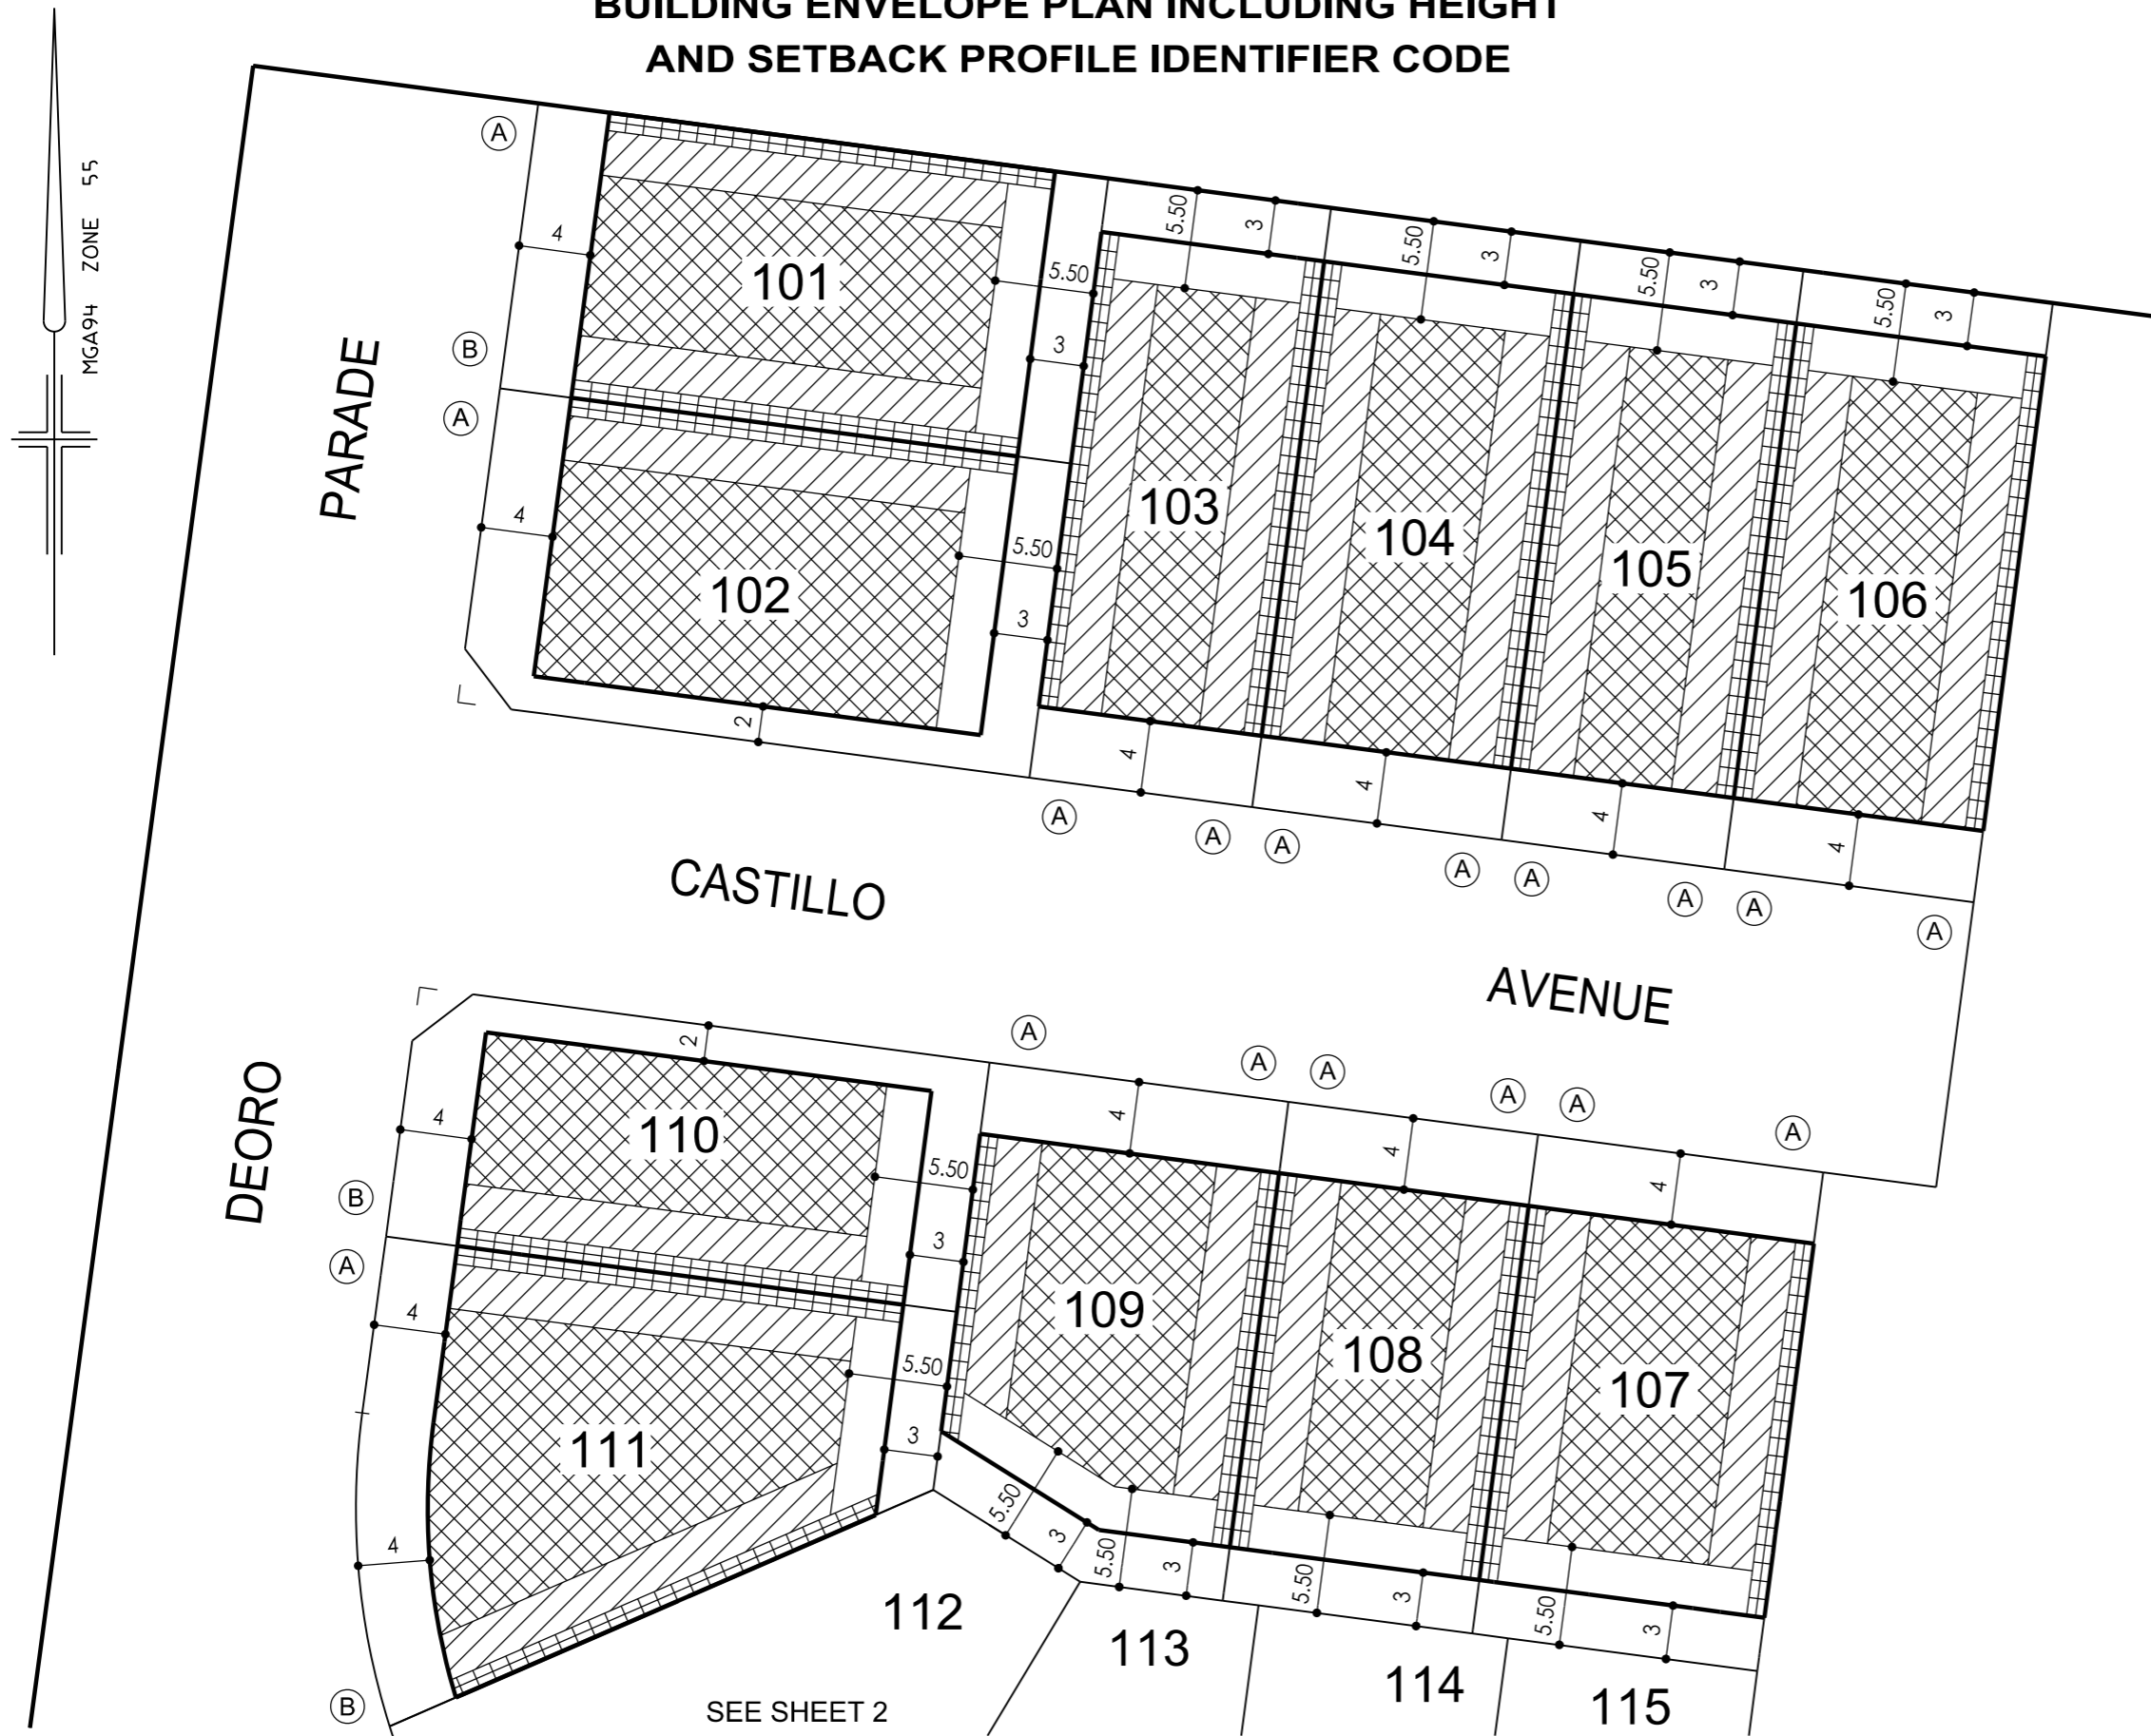 BUILDING ENVELOPE PLAN INCLUDING HEIGHT
AND SETBACK PROFILE IDENTIFIER CODE
MGA94 ZONE 55
A
4
101
5.50
3
B
PARADE
A
4
102
5.50
3
2
5.50
3
5.50
3
5.50
3
5.50
3
103
104
105
106
4
4
4
4
A
A
A
A
A
A
A
A
CASTILLO
AVENUE
DEORO
2
110
4
5.50
3
B
A
4
5.50
111
3
4
B
A
A
A
A
A
A
4
4
4
109
108
107
5.50
3
5.50
3
5.50
3
5.50
3
112
113
114
115
SEE SHEET 2